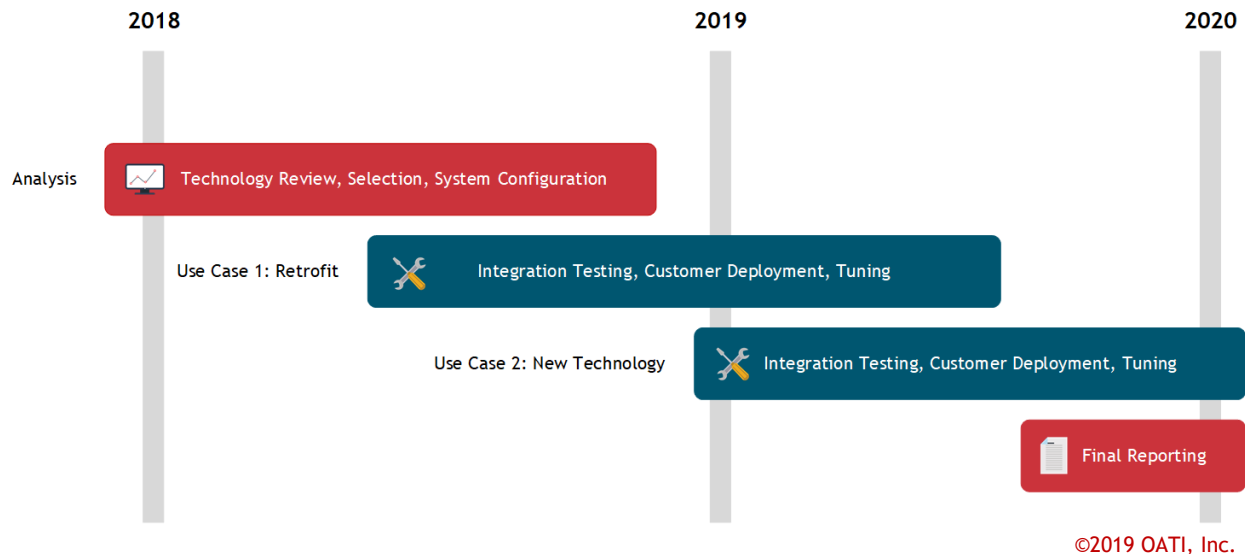 2018
2019
2020
Analysis
Technology Review, Selection, System Configuration
Use Case 1: Retrofit
Integration Testing, Customer Deployment, Tuning
Use Case 2: New Technology
Integration Testing, Customer Deployment, Tuning
Final Reporting
©2019 OATI, Inc.